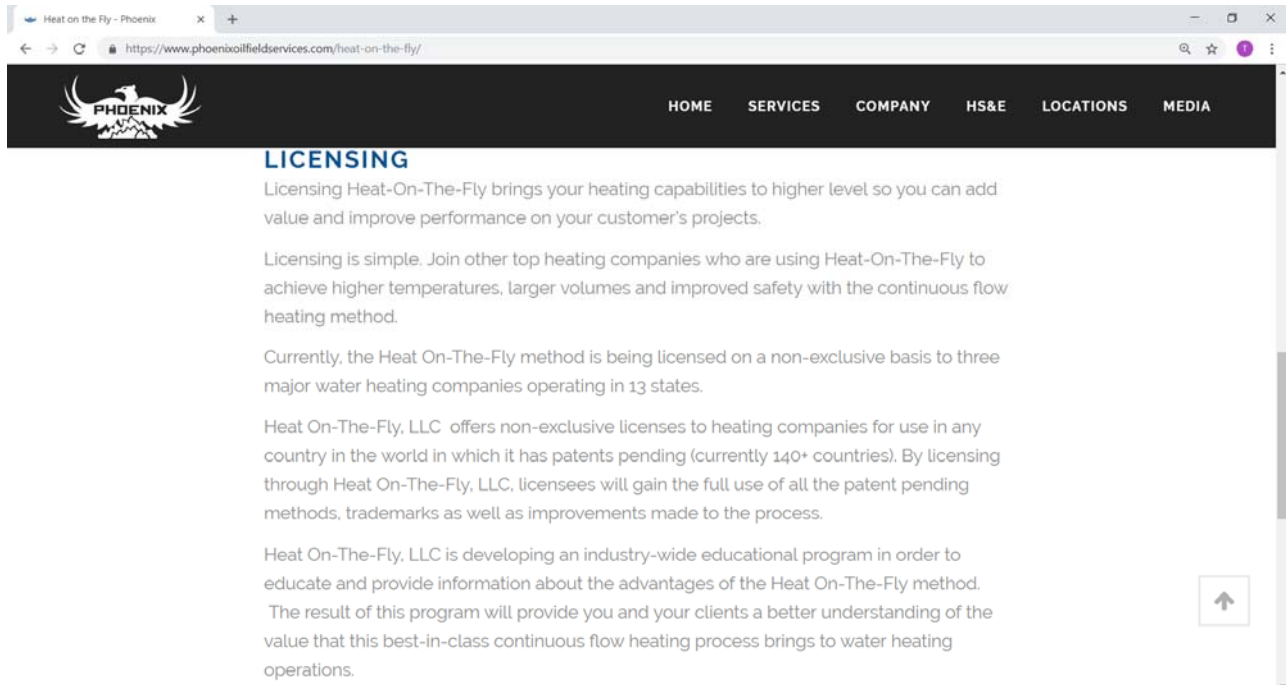 Heat on the Fly - Phoenix
https://www.phoenixoilfieldservices.com/heat-on-the-fly/
T
PHOENIX
HOME SERVICES COMPANY HS&E LOCATIONS MEDIA
LICENSING
Licensing Heat-On-The-Fly brings your heating capabilities to higher level so you can add
value and improve performance on your customer's projects.
Licensing is simple. Join other top heating companies who are using Heat-On-The-Fly to
achieve higher temperatures, larger volumes and improved safety with the continuous flow
heating method.
Currently, the Heat On-The-Fly method is being licensed on a non-exclusive basis to three
major water heating companies operating in 13 states.
Heat On-The-Fly, LLC offers non-exclusive licenses to heating companies for use in any
country in the world in which it has patents pending (currently 140+ countries). By licensing
through Heat On-The-Fly, LLC, licensees will gain the full use of all the patent pending
methods, trademarks as well as improvements made to the process.
Heat On-The-Fly, LLC is developing an industry-wide educational program in order to
educate and provide information about the advantages of the Heat On-The-Fly method.
The result of this program will provide you and your clients a better understanding of the
value that this best-in-class continuous flow heating process brings to water heating
operations.